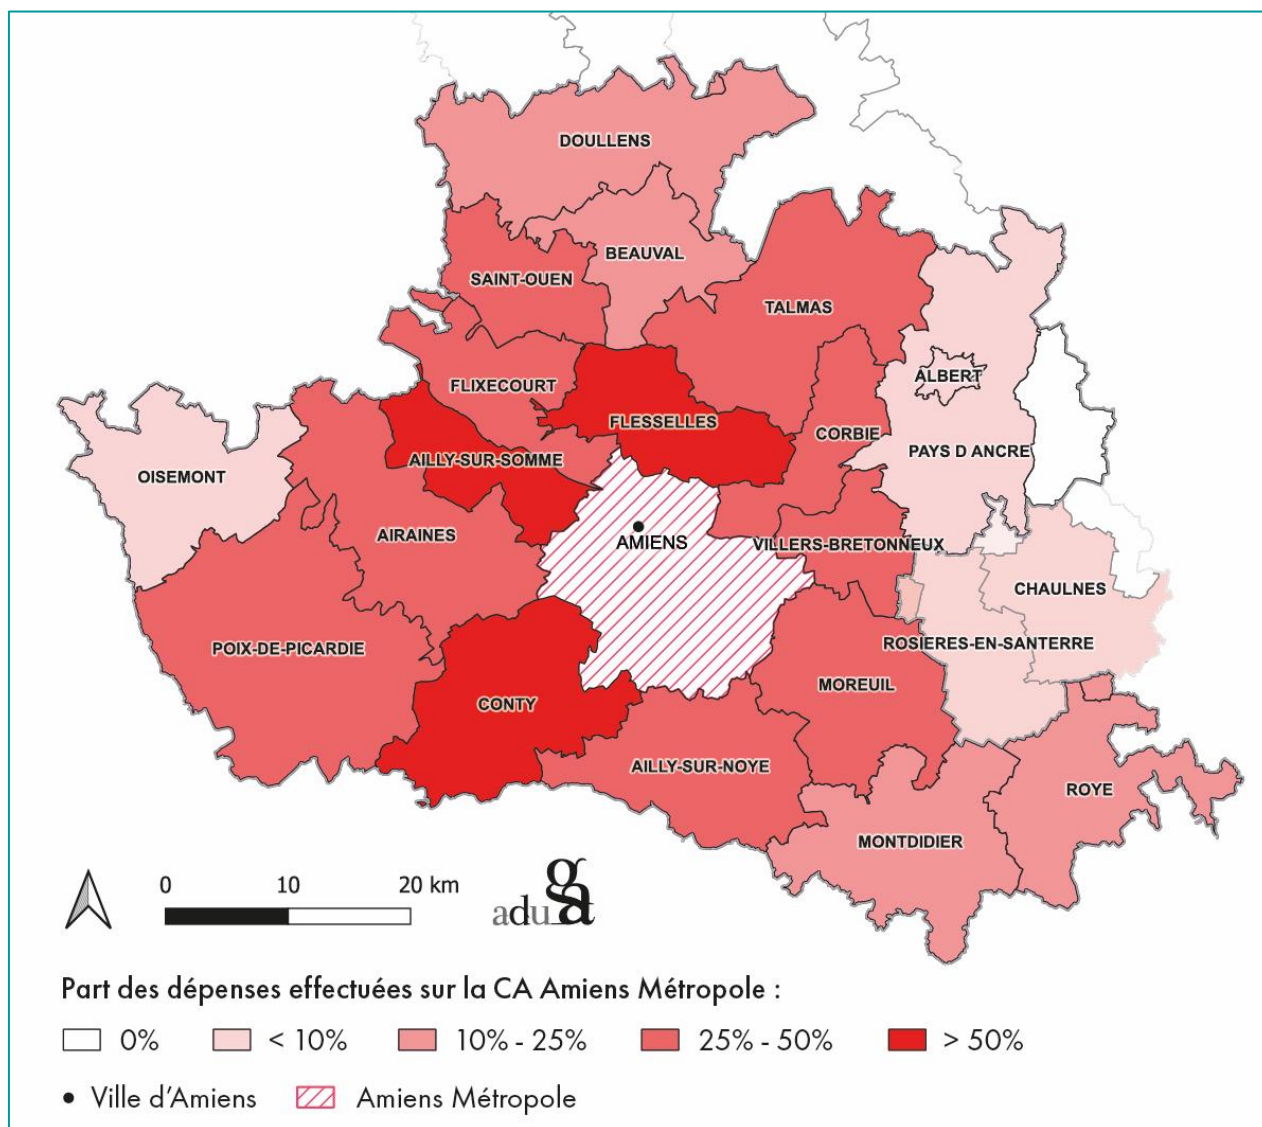 DOULLENS
BEAUVAL
SAINT-OUEN
TALMAS
FLIXECOURT
ALBERT
FLESSELLES
CORBIE
PAYS D ANCRE
AILLY-SUR-SOMME
OISEMONT
AIRAINES
AMIENS
VILLERS-BRETONNEUX
CHAULNES
POIX-DE-PICARDIE
ROSIERES-EN-SANTERRE
MOREUIL
CONTY
AILLY-SUR-NOYE
ROYE
MONTDIDIER
0 10 20 km
adu_ga
Part des dépenses effectuées sur la CA Amiens Métropole :
0% < 10% 10% - 25% 25% - 50% > 50%
Ville d'Amiens Amiens Métropole